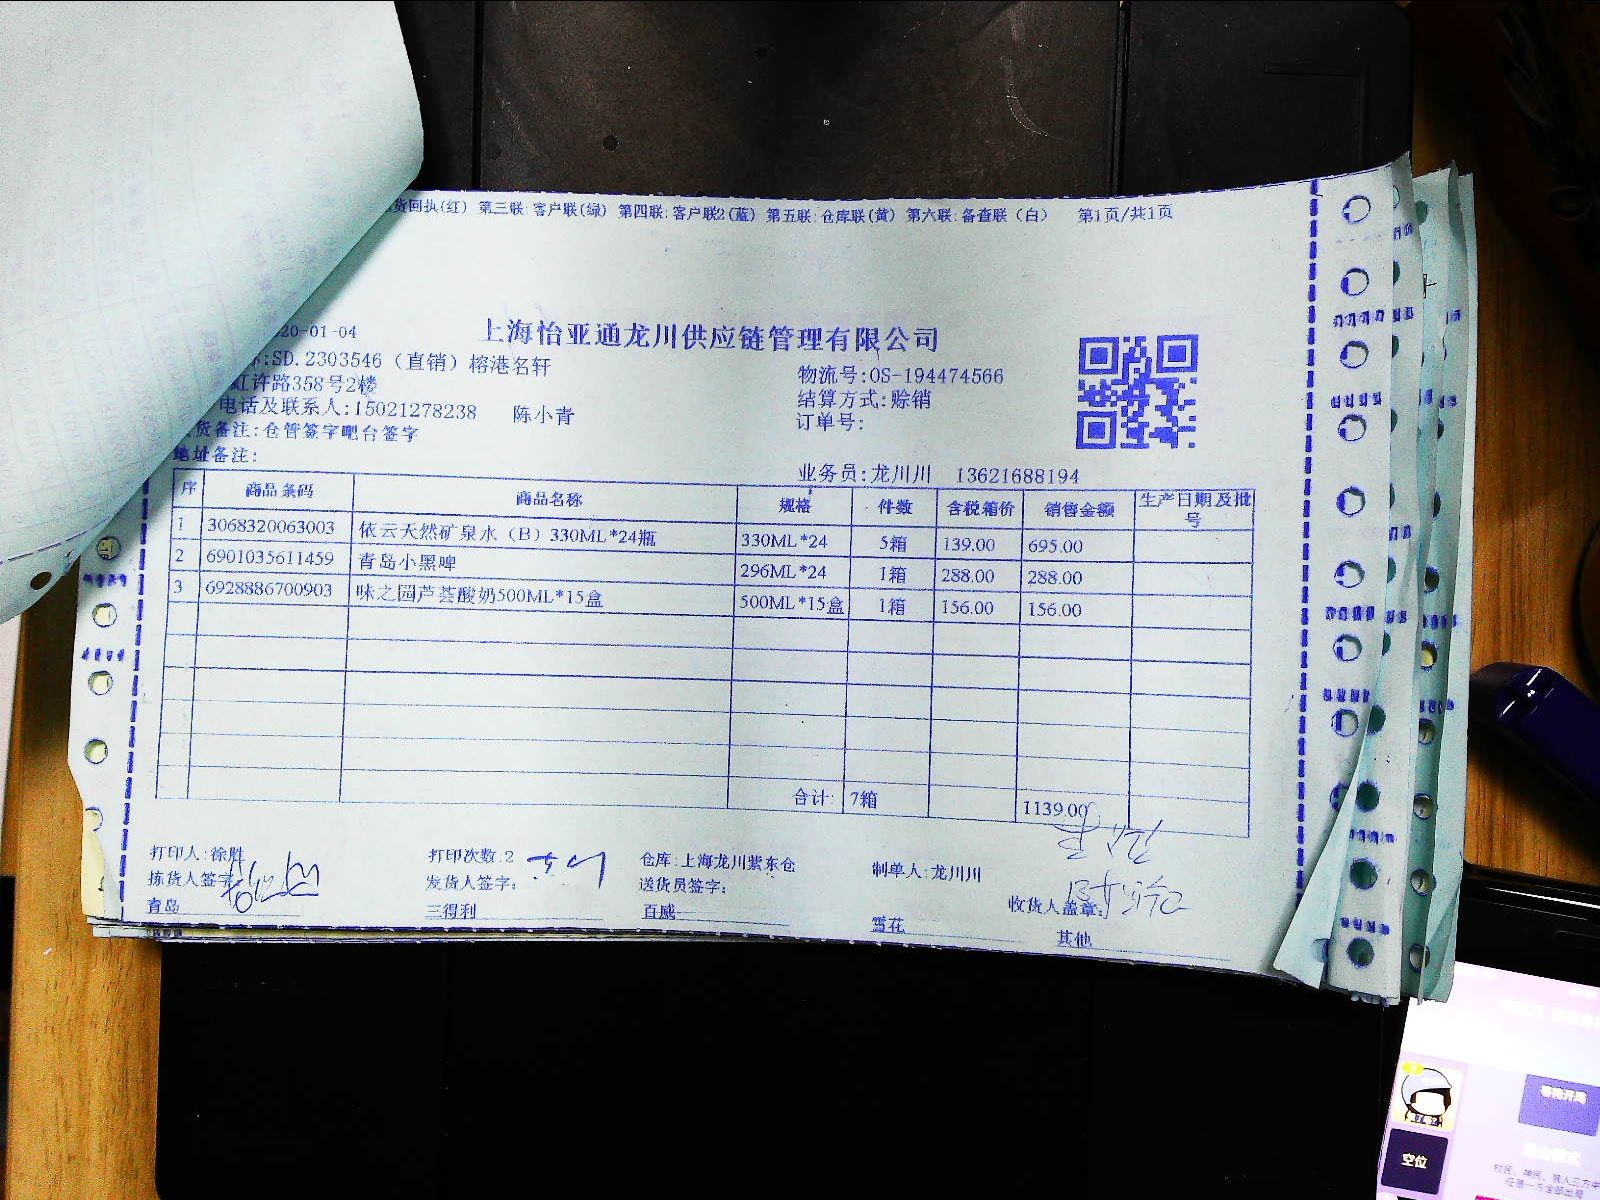 货回执(红) 第三联:客户联(绿) 第四联:客户联2(蓝) 第五联:仓库联(黄) 第六联:备查联(白) 第1页/共1页
20-01-04
上海怡亚通龙川供应链管理有限公司
:SD.2303546（直销）榕港名轩
虹许路358号2楼
电话及联系人:15021278238 陈小青
货备注:仓管签字吧台签字
地址备注:
物流号:OS-194474566
结算方式:赊销
订单号:
业务员:龙川川 13621688194
序 商品条码 商品名称 规格 件数 含税箱价 销售金额 生产日期及批号
1 3068320063003 依云天然矿泉水（B）330ML*24瓶 330ML*24 5箱 139.00 695.00
2 6901035611459 青岛小黑啤 296ML*24 1箱 288.00 288.00
3 6928886700903 味之园芦荟酸奶500ML*15盒 500ML*15盒 1箱 156.00 156.00
合计: 7箱 1139.00
打印人:徐胜 打印次数:2 仓库:上海龙川紫东仓 制单人:龙川川
拣货人签字: 发货人签字: 送货员签字: 收货人盖章:
青岛 三得利 百威 雪花 其他
空位